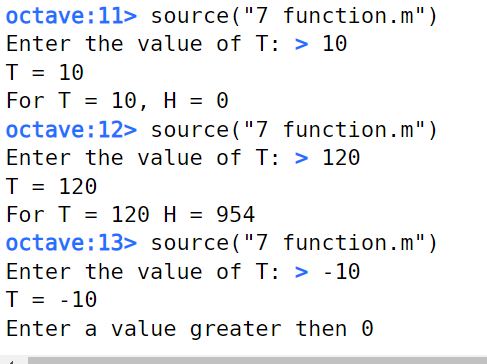 octave:11> source("7 function.m")
Enter the value of T: > 10
T = 10
For T = 10, H = 0
octave:12> source("7 function.m")
Enter the value of T: > 120
T = 120
For T = 120 H = 954
octave:13> source("7 function.m")
Enter the value of T: > -10
T = -10
Enter a value greater then 0